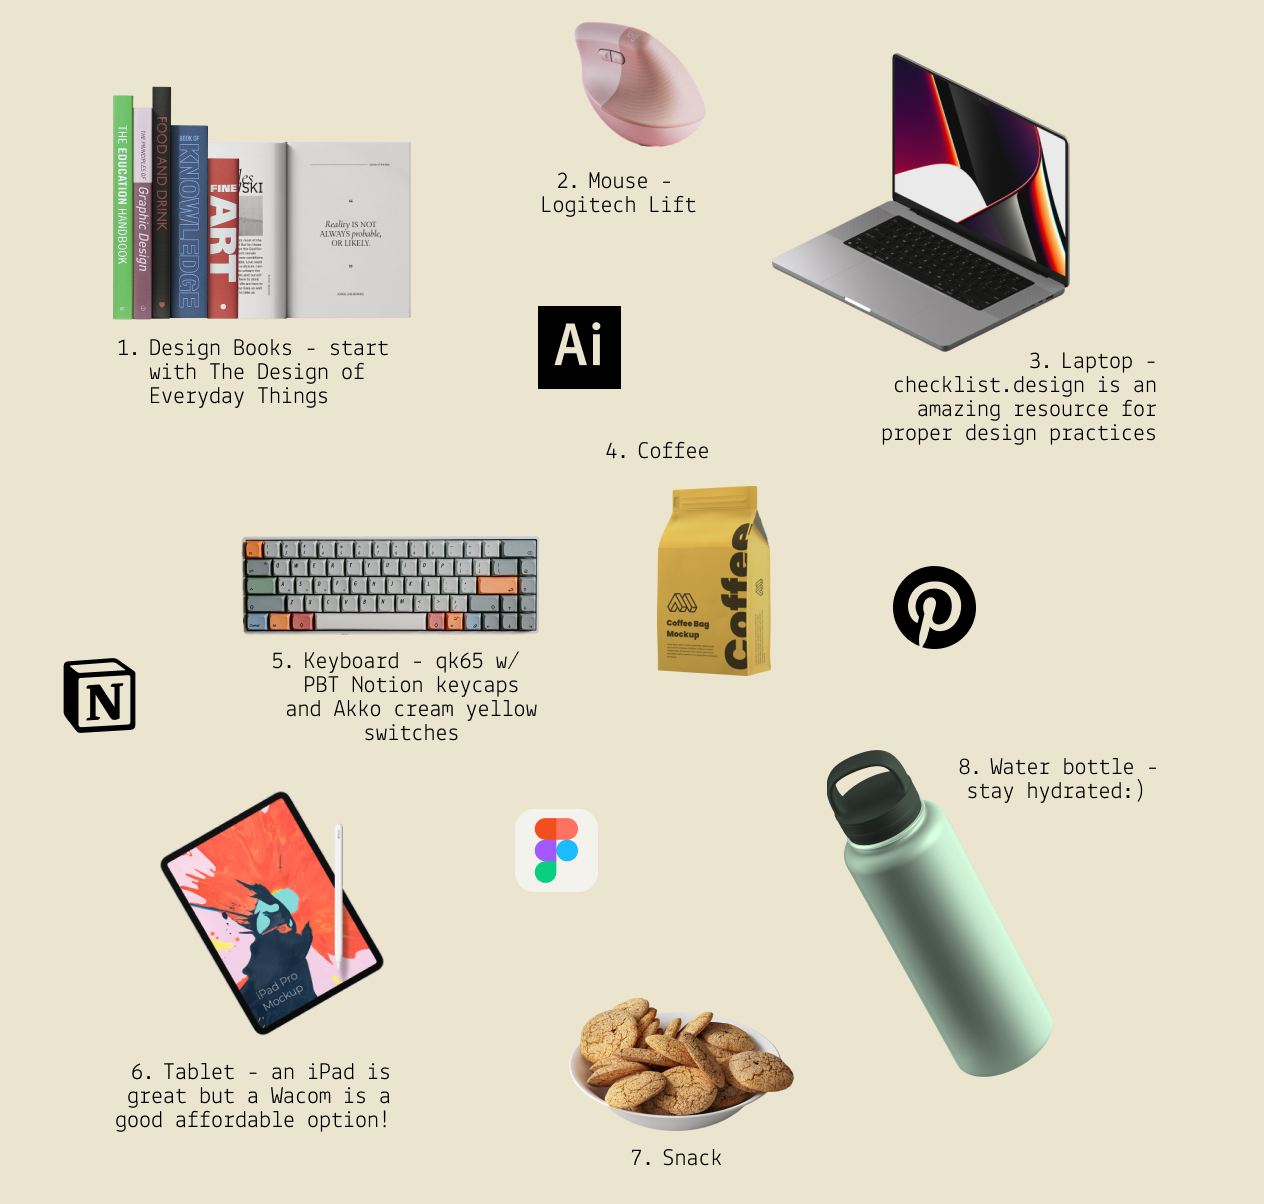 THE EDUCATION HANDBOOK
THE PRINCIPLES OF Graphic Design
FOOD AND DRINK
BOOK OF
KNOWLEDGE
FINE
ART
Reality IS NOT
ALWAYS probable,
OR LIKELY.
1. Design Books - start
with The Design of
Everyday Things
2. Mouse -
Logitech Lift
3. Laptop -
checklist.design is an
amazing resource for
proper design practices
Ai
4. Coffee
Coffee
Coffee Bag
Mockup
5. Keyboard - qk65 w/
PBT Notion keycaps
and Akko cream yellow
switches
N
iPad Pro
Mockup
6. Tablet - an iPad is
great but a Wacom is a
good affordable option!
7. Snack
8. Water bottle -
stay hydrated:)